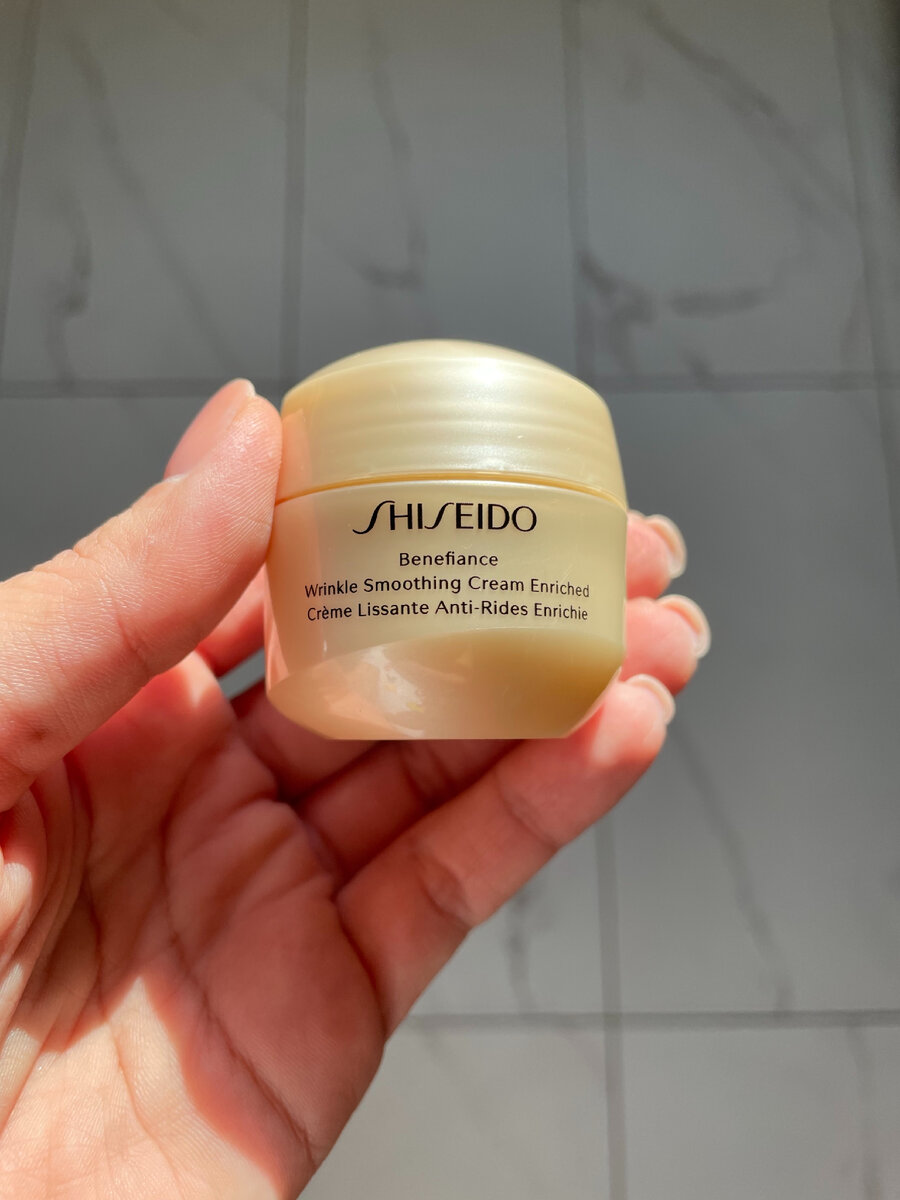 SHISEIDO
Benefiance
Wrinkle Smoothing Cream Enriched
Crème Lissante Anti-Rides Enrichie